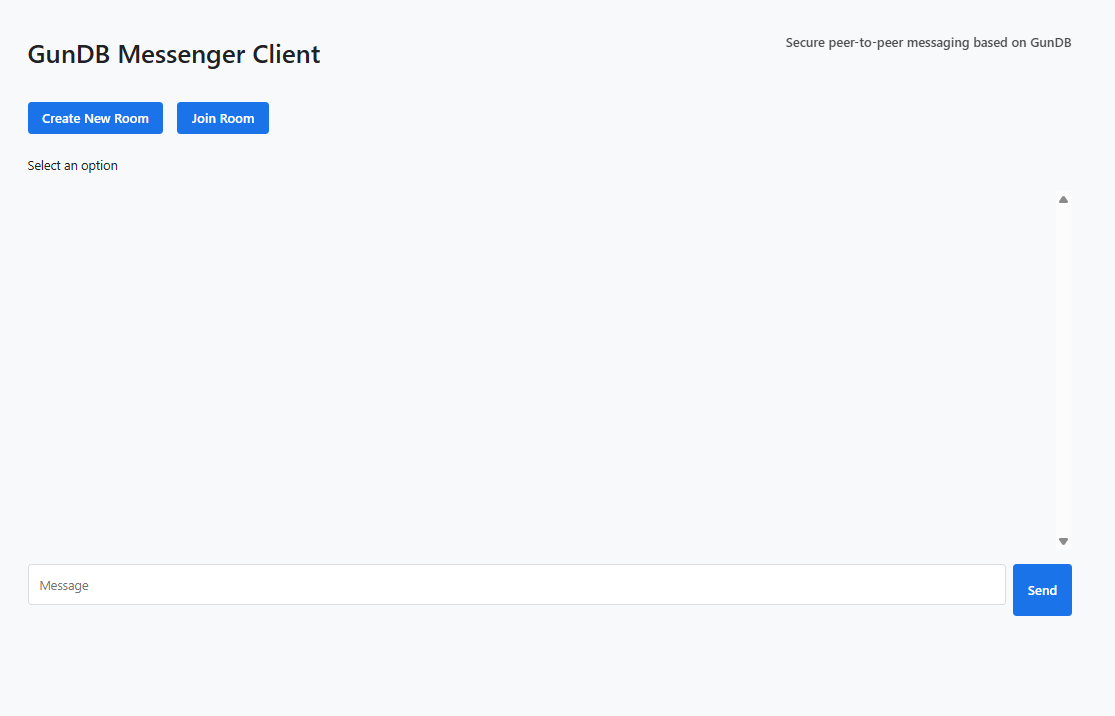 GunDB Messenger Client
Secure peer-to-peer messaging based on GunDB
Create New Room
Join Room
Select an option
Message
Send